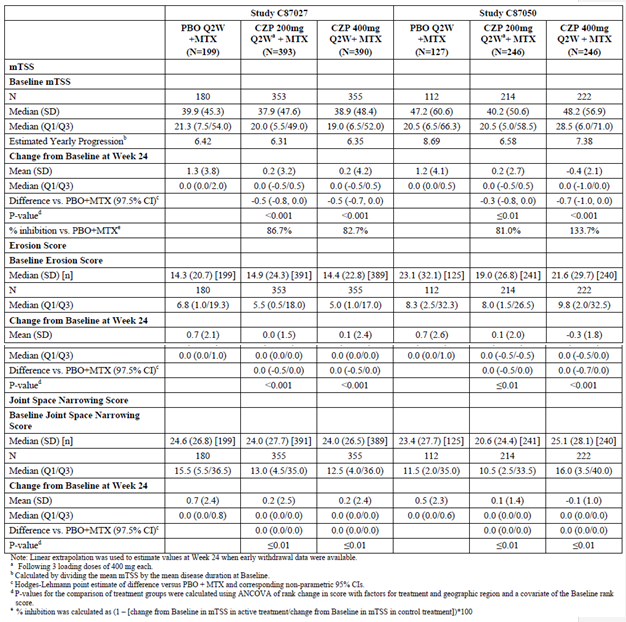 Study C87027 Study C87050
PBO Q2W +MTX (N=199) CZP 200mg Q2Wa + MTX (N=393) CZP 400mg Q2W+ MTX (N=390) PBO Q2W +MTX (N=127) CZP 200mg Q2Wa + MTX (N=246) CZP 400mg Q2W + MTX (N=246)
mTSS
Baseline mTSS
N 180 353 355 112 214 222
Median (SD) 39.9 (45.3) 37.9 (47.6) 38.9 (48.4) 47.2 (60.6) 40.2 (50.6) 48.2 (56.9)
Median (Q1/Q3) 21.3 (7.5/54.0) 20.0 (5.5/49.0) 19.0 (6.5/52.0) 20.5 (6.5/66.3) 20.5 (5.0/58.5) 28.5 (6.0/71.0)
Estimated Yearly Progressionb 6.42 6.31 6.35 8.69 6.58 7.38
Change from Baseline at Week 24
Mean (SD) 1.3 (3.8) 0.2 (3.2) 0.2 (4.2) 1.2 (4.1) 0.2 (2.7) -0.4 (2.1)
Median (Q1/Q3) 0.0 (0.0/2.0) 0.0 (-0.5/0.5) 0.0 (-0.5/0.5) 0.0 (0.0/0.5) 0.0 (-0.5/0.5) 0.0 (-1.0/0.0)
Difference vs. PBO+MTX (97.5% CI)c -0.5 (-0.8, 0.0) -0.5 (-0.7, 0.0) -0.3 (-0.8, 0.0) -0.7 (-1.0, 0.0)
P-valued <0.001 <0.001 ≤0.01 <0.001
% inhibition vs. PBO+MTXe 86.7% 82.7% 81.0% 133.7%
Erosion Score
Baseline Erosion Score
Median (SD) [n] 14.3 (20.7) [199] 14.9 (24.3) [391] 14.4 (22.8) [389] 23.1 (32.1) [125] 19.0 (26.8) [241] 21.6 (29.7) [240]
N 180 355 355 112 214 222
Median (Q1/Q3) 6.8 (1.0/19.3) 5.5 (0.5/18.0) 5.0 (1.0/17.0) 8.3 (2.5/32.3) 8.0 (1.5/26.5) 9.8 (2.0/32.5)
Change from Baseline at Week 24
Mean (SD) 0.7 (2.1) 0.0 (1.5) 0.1 (2.4) 0.7 (2.6) 0.1 (2.0) -0.3 (1.8)
Median (Q1/Q3) 0.0 (0.0/1.0) 0.0 (0.0/0.0) 0.0 (0.0/0.0) 0.0 (0.0/1.0) 0.0 (-0.5/-0.5) 0.0 (-0.5/0.0)
Difference vs. PBO+MTX (97.5% CI)c 0.0 (-0.5/0.0) 0.0 (-0.5/0.0) 0.0 (-0.5/0.0) 0.0 (-0.7/0.0)
P-valued <0.001 <0.001 ≤0.01 <0.001
Joint Space Narrowing Score
Baseline Joint Space Narrowing Score
Median (SD) [n] 24.6 (26.8) [199] 24.0 (27.7) [391] 24.0 (26.5) [389] 23.4 (27.7) [125] 20.6 (24.4) [241] 25.1 (28.1) [240]
N 180 355 355 112 214 222
Median (Q1/Q3) 15.5 (5.5/36.5) 13.0 (4.5/35.0) 12.5 (4.0/36.0) 11.5 (2.0/35.0) 10.5 (2.5/33.5) 16.0 (3.5/40.0)
Change from Baseline at Week 24
Mean (SD) 0.7 (2.4) 0.2 (2.5) 0.2 (2.4) 0.5 (2.3) 0.1 (1.4) -0.1 (1.0)
Median (Q1/Q3) 0.0 (0.0/0.8) 0.0 (0.0/0.0) 0.0 (0.0/0.0) 0.0 (0.0/0.6) 0.0 (0.0/0.0) 0.0 (0.0/0.0)
Difference vs. PBO+MTX (97.5% CI)c 0.0 (0.0/0.0) 0.0 (0.0/0.0) 0.0 (0.0/0.0) 0.0 (0.0/0.0)
P-valued ≤0.01 ≤0.01 ≤0.01 ≤0.01
Note: Linear extrapolation was used to estimate values at Week 24 when early withdrawal data were available.
a Following 3 loading doses of 400 mg each.
b Calculated by dividing the mean mTSS by the mean disease duration at Baseline.
c Hodges-Lehmann point estimate of difference versus PBO + MTX and corresponding non-parametric 95% CIs.
d P-values for the comparison of treatment groups were calculated using ANCOVA of rank change in score with factors for treatment and geographic region and a covariate of the Baseline rank
score.
e % inhibition was calculated as (1 – [change from Baseline in mTSS in active treatment/change from Baseline in mTSS in control treatment])*100